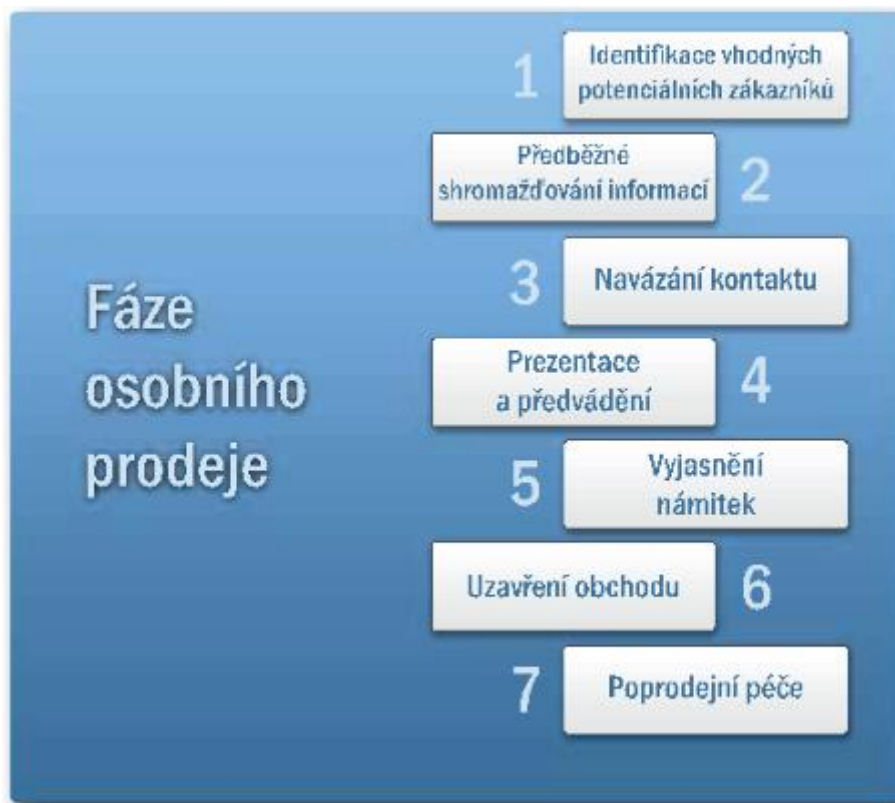 Fáze
osobního
prodeje
1
Identifikace vhodných
potenciálních zákazníků
Předběžné
shromažďování informací
2
3
Navázání kontaktu
Prezentace
a předvádění
4
5
Vyjasnění
námitek
Uzavření obchodu
6
7
Poprodejní péče